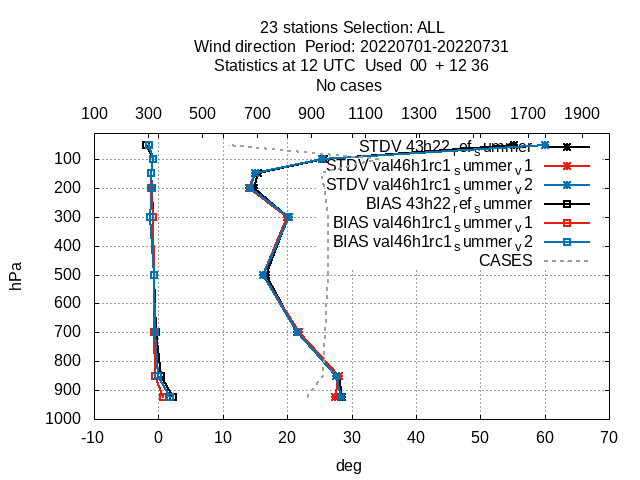 23 stations Selection: ALL
Wind direction  Period: 20220701-20220731
Statistics at 12 UTC  Used  00  + 12 36
No cases
100 300 500 700 900 1100 1300 1500 1700 1900
STDV 43h22_ref_summer
100
STDV val46h1rc1_summer_v1
STDV val46h1rc1_summer_v2
200
BIAS 43h22_ref_summer
300
BIAS val46h1rc1_summer_v1
BIAS val46h1rc1_summer_v2
400
CASES
500
hPa
600
700
800
900
1000
-10 0 10 20 30 40 50 60 70
deg